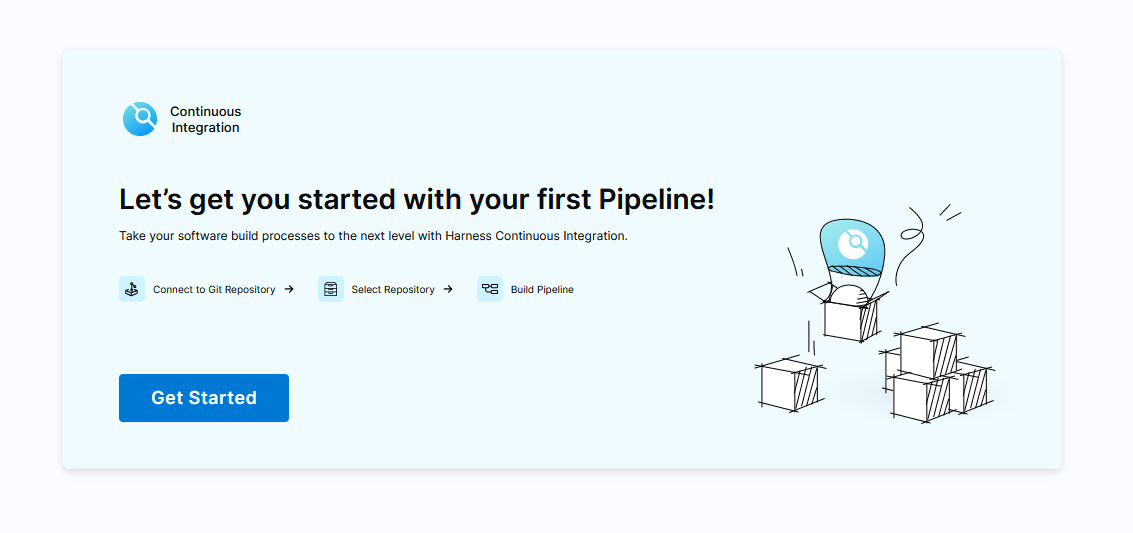 Continuous
Integration
Let’s get you started with your first Pipeline!
Take your software build processes to the next level with Harness Continuous Integration.
Connect to Git Repository → Select Repository → Build Pipeline
Get Started